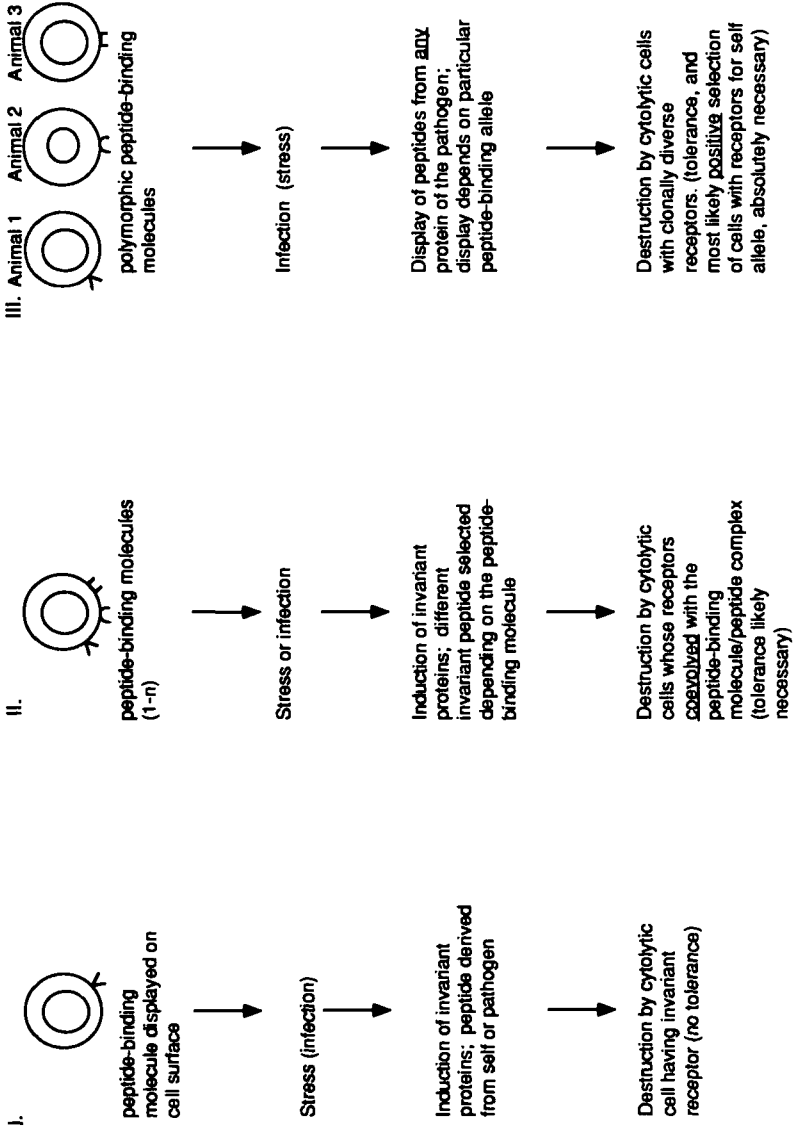 I.
peptide-binding
molecule displayed on
cell surface
Stress (infection)
Induction of invariant
proteins; peptide derived
from self or pathogen
Destruction by cytolytic
cell having invariant
receptor (no tolerance)
II.
peptide-binding molecules
(1-n)
Stress or infection
Induction of invariant
proteins; different
invariant peptide selected
depending on the peptide-
binding molecule
Destruction by cytolytic
cells whose receptors
coevolved with the
peptide-binding
molecule/peptide complex
(tolerance likely
necessary)
III. Animal 1 Animal 2 Animal 3
polymorphic peptide-binding
molecules
Infection (stress)
Display of peptides from any
protein of the pathogen;
display depends on particular
peptide-binding allele
Destruction by cytolytic cells
with clonally diverse
receptors. (tolerance, and
most likely positive selection
of cells with receptors for self
allele, absolutely necessary)